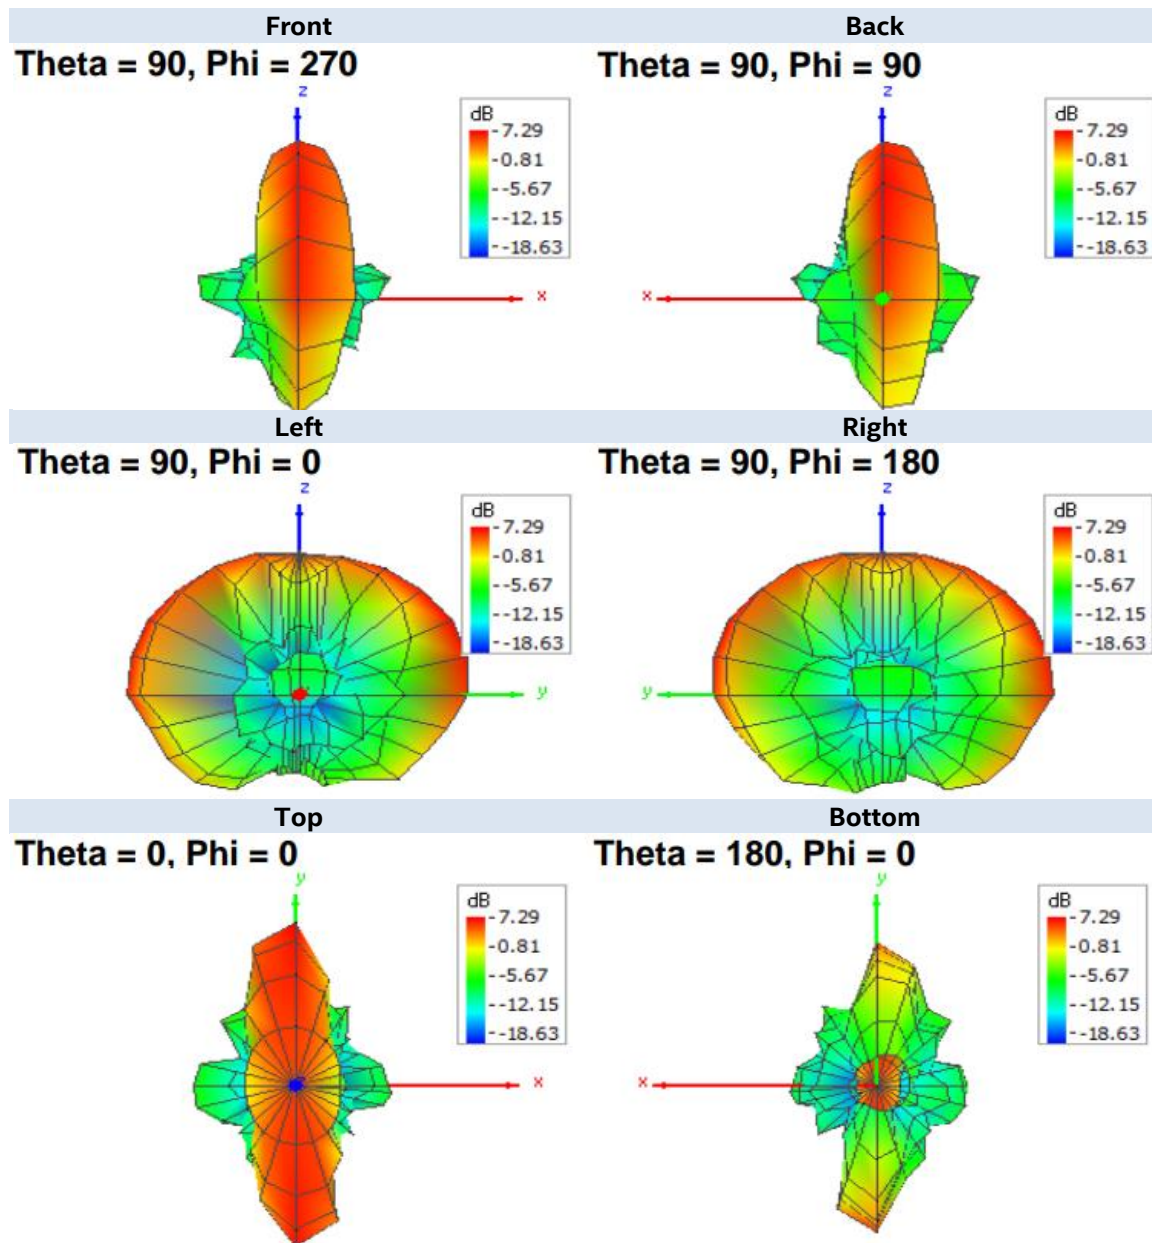 Front Back
Theta = 90, Phi = 270 Theta = 90, Phi = 90
z z
dB dB
-7.29 -7.29
-0.81 -0.81
--5.67 --5.67
--12.15 --12.15
--18.63 --18.63
x x
Left Right
Theta = 90, Phi = 0 Theta = 90, Phi = 180
z z
dB dB
-7.29 -7.29
-0.81 -0.81
--5.67 --5.67
--12.15 --12.15
--18.63 --18.63
y y
Top Bottom
Theta = 0, Phi = 0 Theta = 180, Phi = 0
y y
dB dB
-7.29 -7.29
-0.81 -0.81
--5.67 --5.67
--12.15 --12.15
--18.63 --18.63
x x